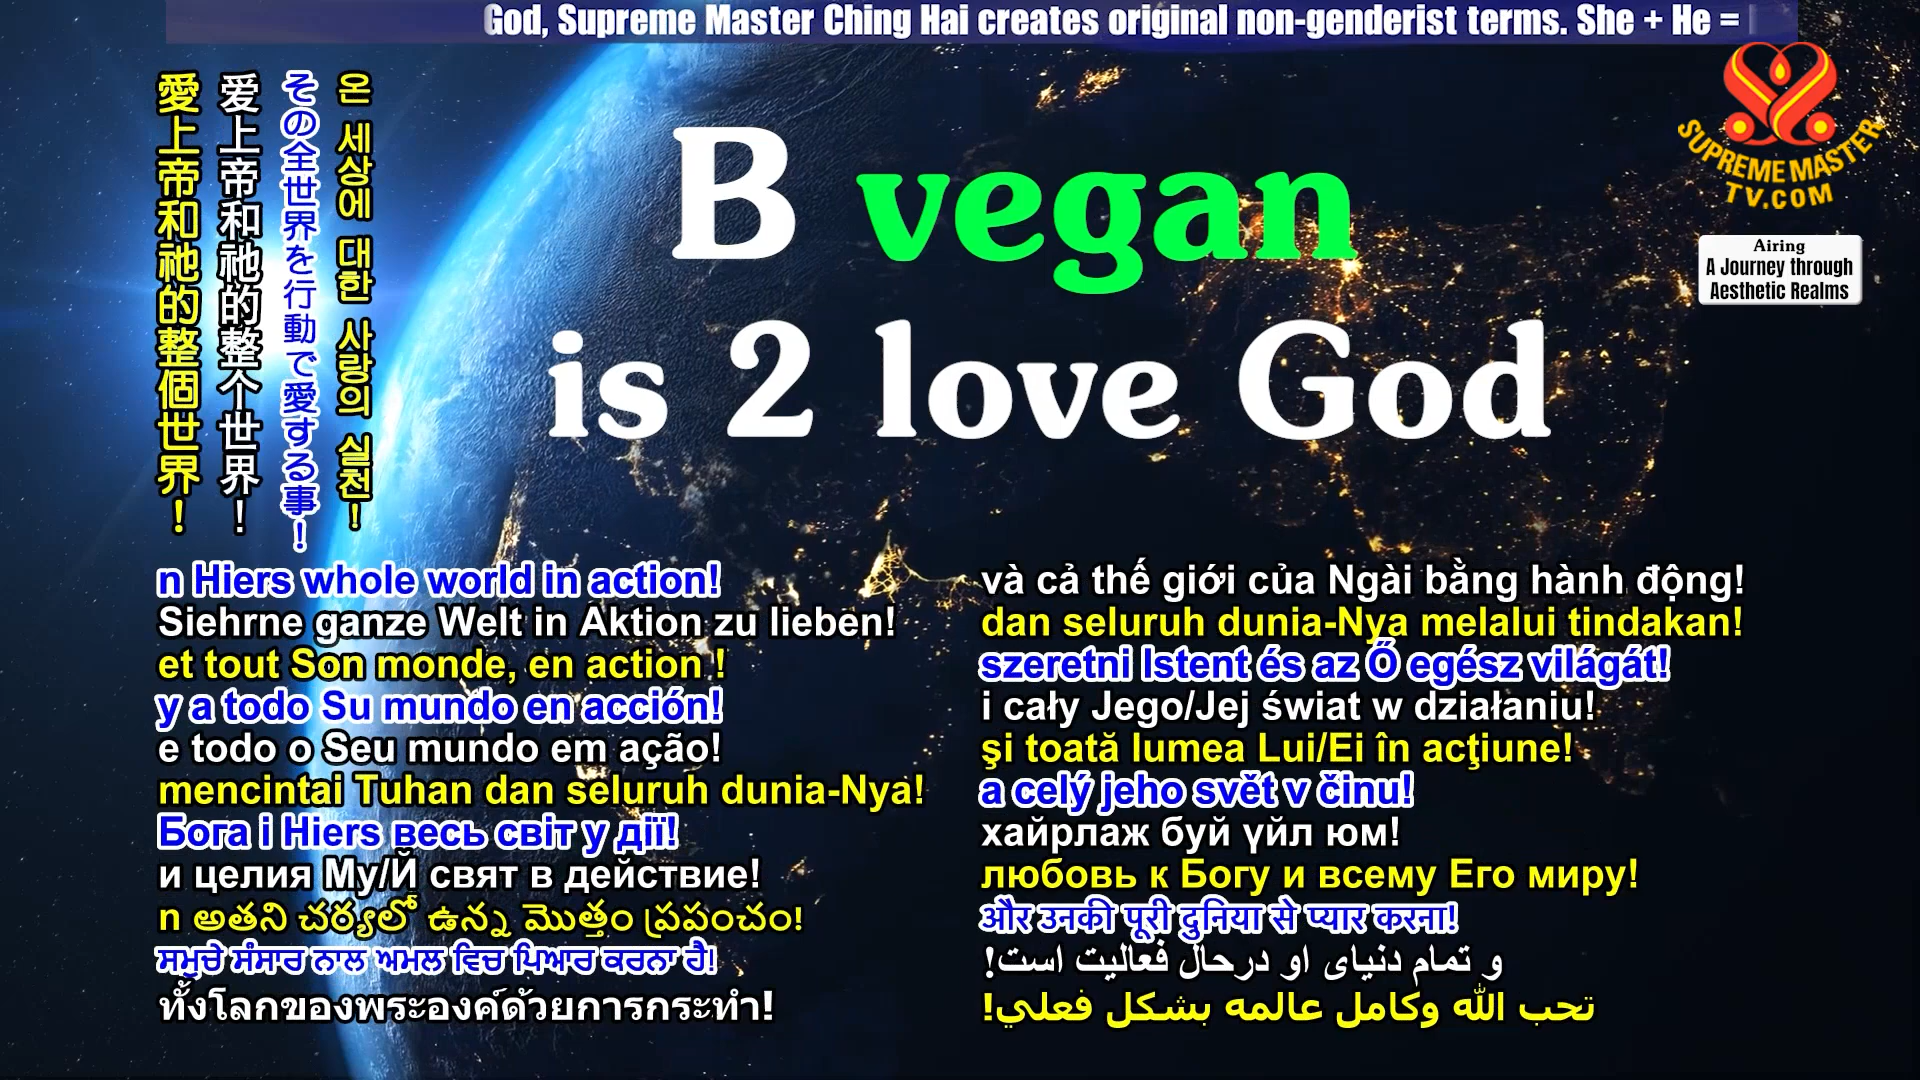 God, Supreme Master Ching Hai creates original non-genderist terms. She + He =
SUPREME MASTER
TV.COM
Airing
A Journey through
Aesthetic Realms
B vegan
is 2 love God
愛上帝和祂的整個世界！
爱上帝和祂的整个世界！
その全世界を行動で愛する事！
온 세상에 대한 사랑의 실천!
n Hiers whole world in action!
Siehrne ganze Welt in Aktion zu lieben!
et tout Son monde, en action !
y a todo Su mundo en acción!
e todo o Seu mundo em ação!
mencintai Tuhan dan seluruh dunia-Nya!
Бога і Hiers весь світ у дії!
и целия Му/Й свят в действие!
n అతని చర్యలో ఉన్న మొత్తం ప్రపంచం!
ਸਮੁਚੇ ਸੰਸਾਰ ਨਾਲ ਅਮਲ ਵਿਚ ਪਿਆਰ ਕਰਨਾ ਹੈ!
ทั้งโลกของพระองค์ด้วยการกระทำ!
và cả thế giới của Ngài bằng hành động!
dan seluruh dunia-Nya melalui tindakan!
szeretni Istent és az Ő egész világát!
i cały Jego/Jej świat w działaniu!
şi toată lumea Lui/Ei în acţiune!
a celý jeho svět v činu!
хайрлаж буй үйл юм!
любовь к Богу и всему Его миру!
और उनकी पूरी दुनिया से प्यार करना!
و تمام دنیای او درحال فعالیت است!
تحب الله وكامل عالمه بشكل فعلي!